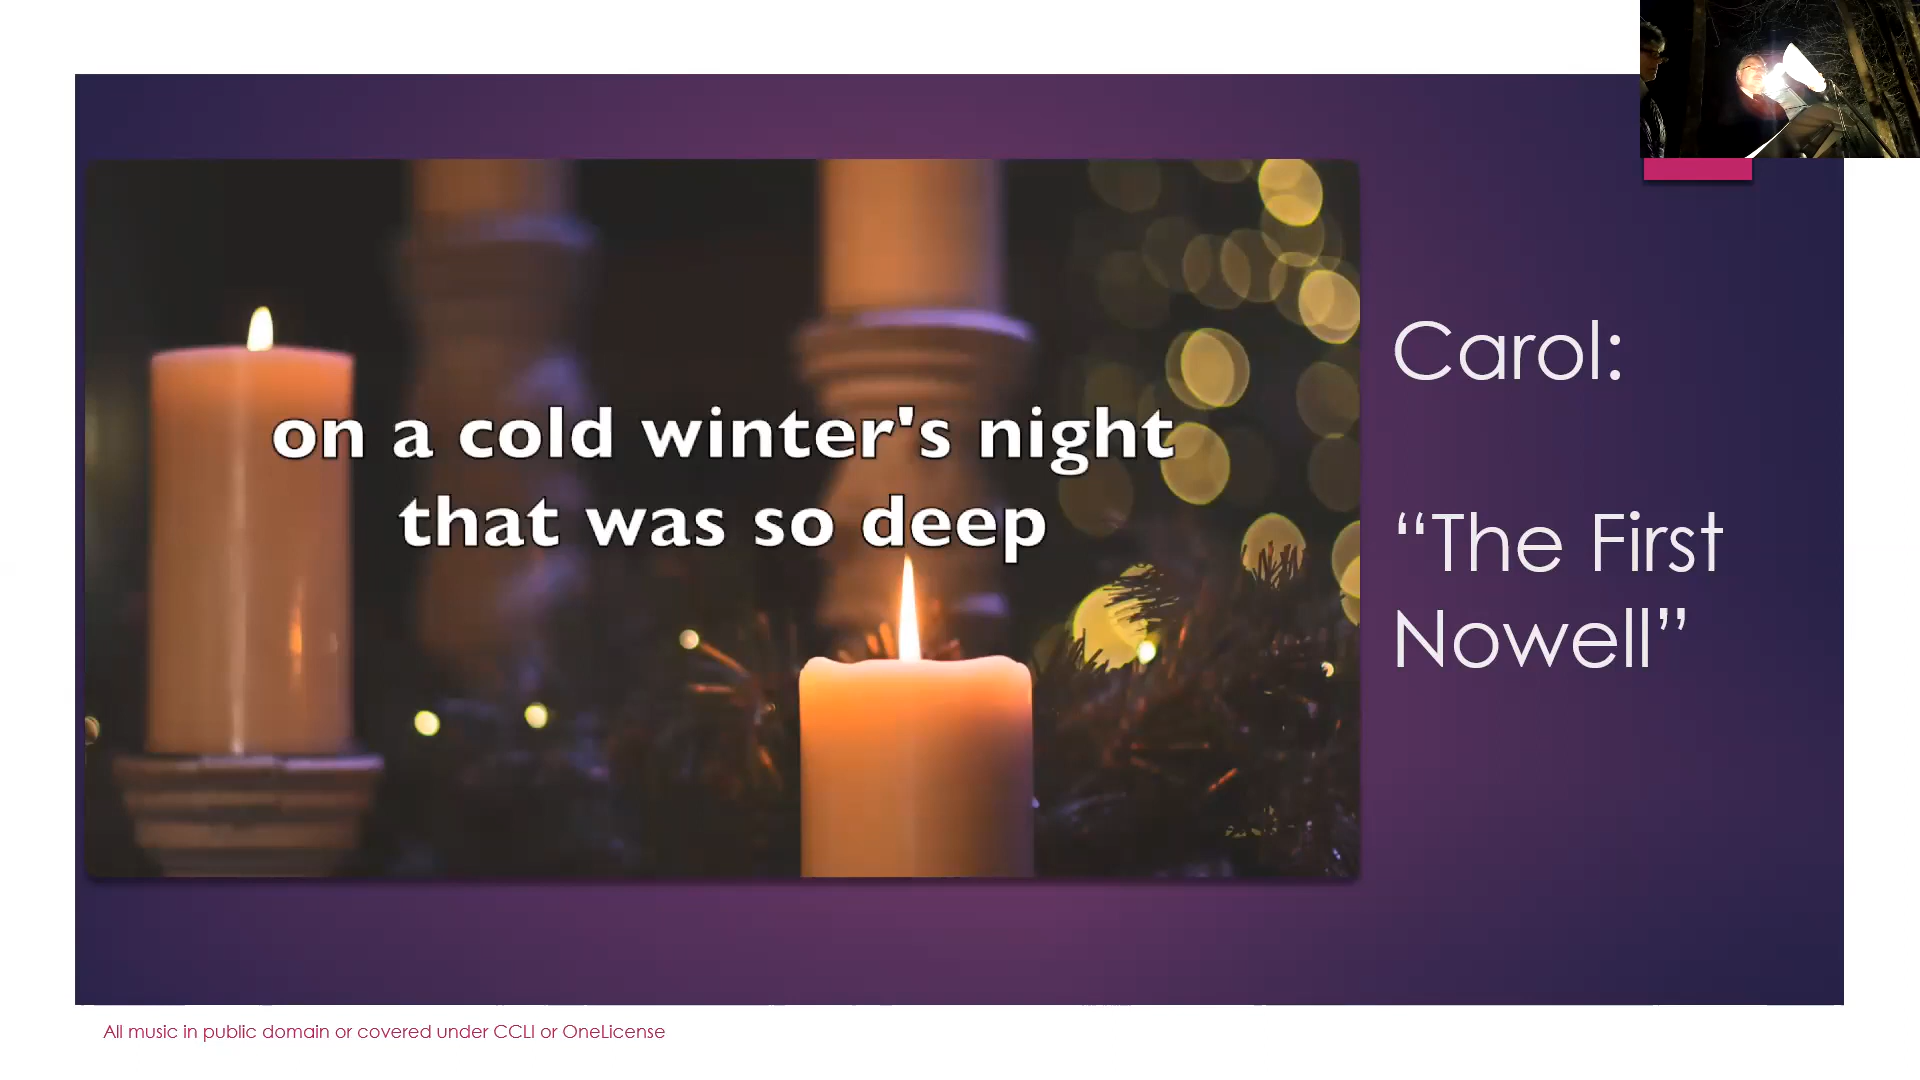 on a cold winter's night
that was so deep
Carol:
“The First
Nowell”
All music in public domain or covered under CCLI or OneLicense